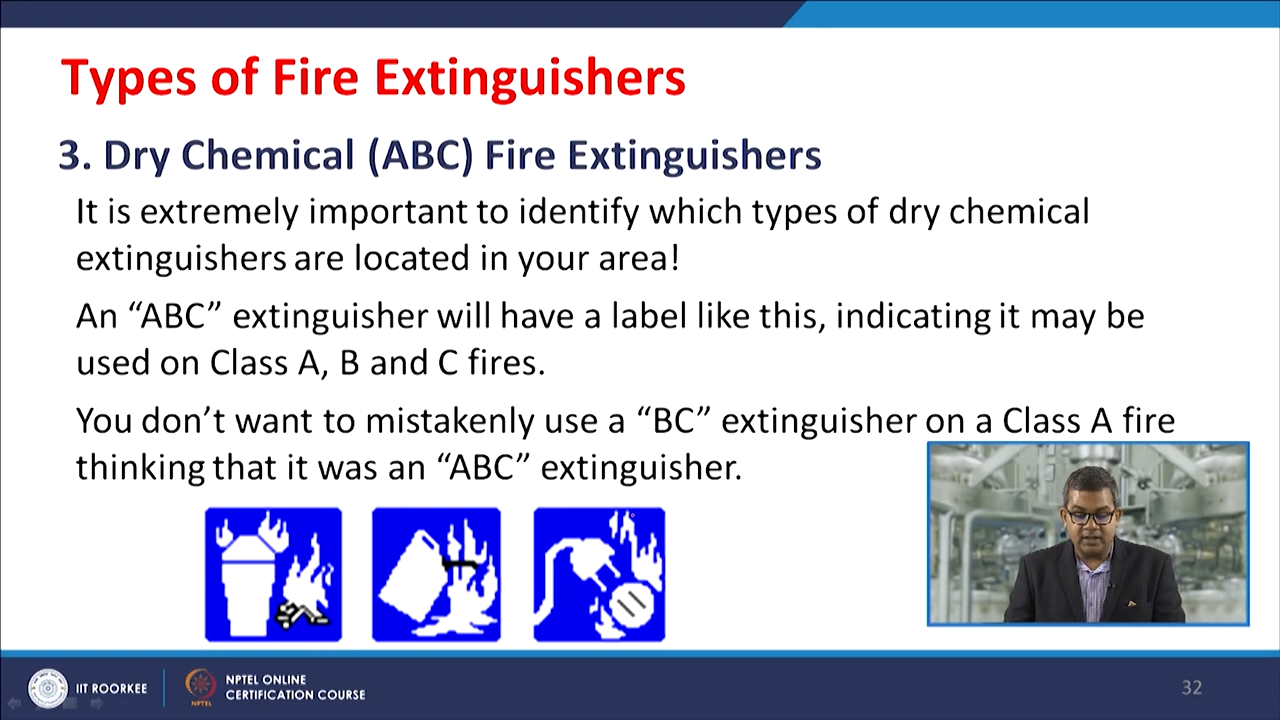 Types of Fire Extinguishers
3. Dry Chemical (ABC) Fire Extinguishers
It is extremely important to identify which types of dry chemical
extinguishers are located in your area!
An “ABC” extinguisher will have a label like this, indicating it may be
used on Class A, B and C fires.
You don’t want to mistakenly use a “BC” extinguisher on a Class A fire
thinking that it was an “ABC” extinguisher.
IIT ROORKEE
NPTEL
NPTEL ONLINE
CERTIFICATION COURSE
32